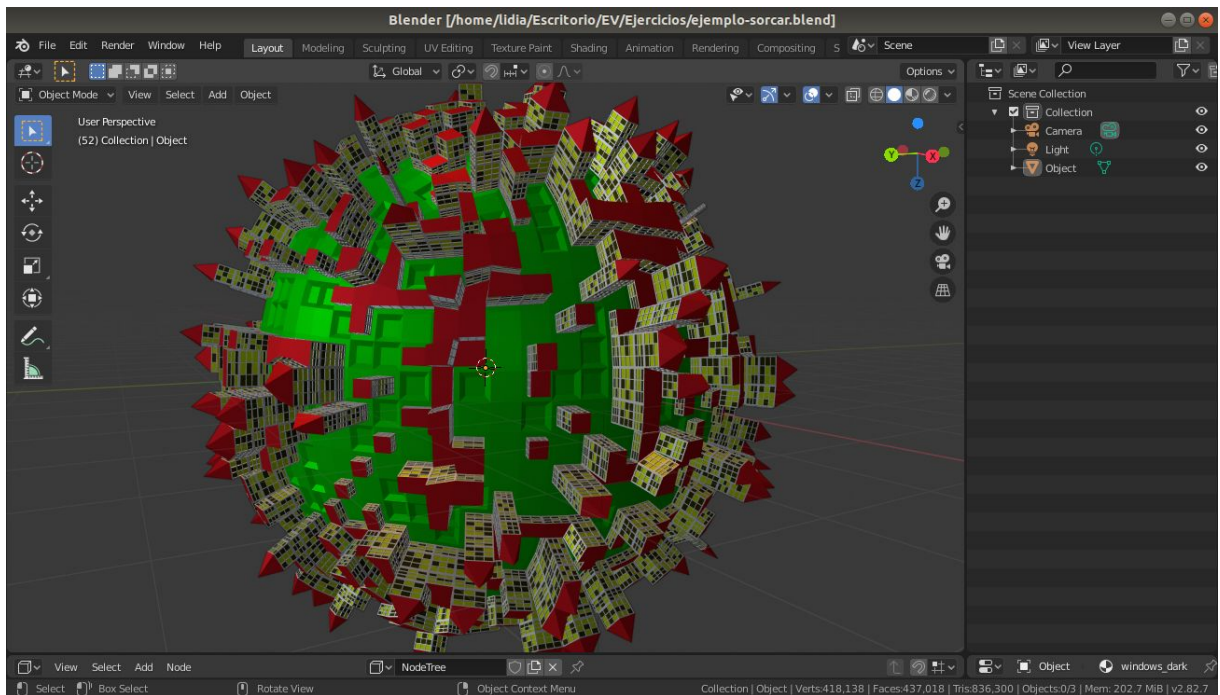 Blender [/home/lidia/Escritorio/EV/Ejercicios/ejemplo-sorcar.blend]
File Edit Render Window Help Layout Modeling Sculpting UV Editing Texture Paint Shading Animation Rendering Compositing S Scene View Layer
Global Options
Object Mode View Select Add Object
User Perspective
(52) Collection | Object
Y X Z
Scene Collection
Collection
Camera
Light
Object
View Select Add Node NodeTree Object windows_dark
Select Box Select Rotate View Object Context Menu Collection | Object | Verts:418,138 | Faces:437,018 | Tris:836,300 | Objects:0/3 | Mem: 202.7 MiB | v2.82.7